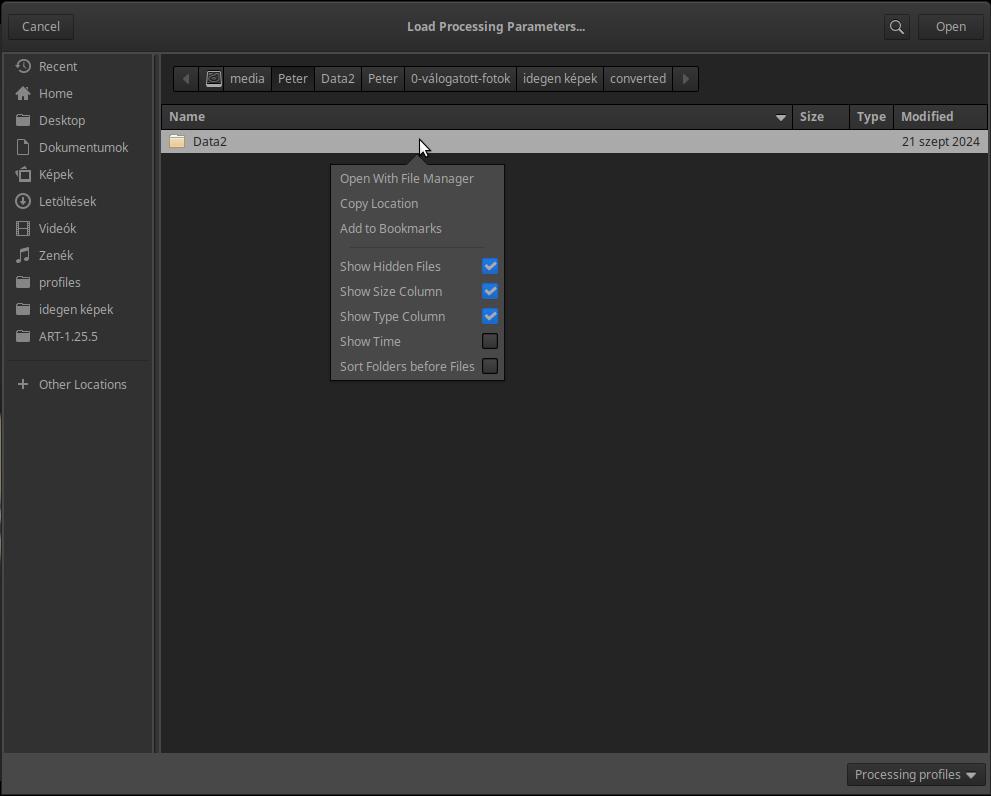 Cancel
Load Processing Parameters...
Open
Recent
Home
Desktop
Dokumentumok
Képek
Letöltések
Videók
Zenék
profiles
idegen képek
ART-1.25.5
Other Locations
media Peter Data2 Peter 0-válogatott-fotok idegen képek converted
Name Size Type Modified
Data2 21 szept 2024
Open With File Manager
Copy Location
Add to Bookmarks
Show Hidden Files
Show Size Column
Show Type Column
Show Time
Sort Folders before Files
Processing profiles